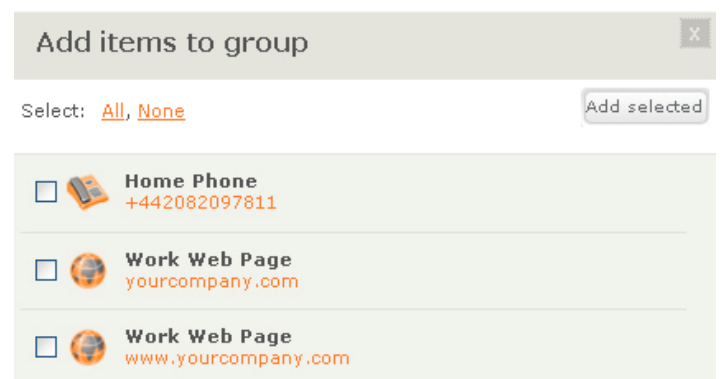 Add items to group
X
Select: All, None
Add selected
Home Phone
+442082097811
Work Web Page
yourcompany.com
Work Web Page
www.yourcompany.com